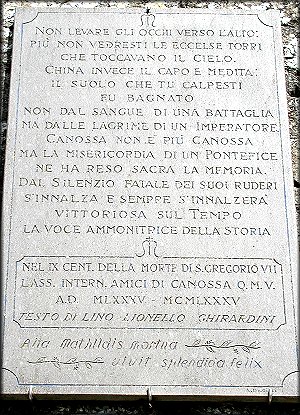 NON LEVARE GLI OCCHI VERSO L'ALTO:
PIÙ NON VEDRESTI LE ECCELSE TORRI
CHE TOCCAVANO IL CIELO.
CHINA INVECE IL CAPO E MEDITA:
IL SUOLO CHE TU CALPESTI
FU BAGNATO
NON DAL SANGUE DI UNA BATTAGLIA
MA DALLE LAGRIME DI UN IMPERATORE.
CANOSSA NON È PIÙ CANOSSA
MA LA MISERICORDIA DI UN PONTEFICE
NE HA RESO SACRA LA MEMORIA.
DAL SILENZIO FATALE DEI SUOI RUDERI
S'INNALZA E SEMPRE S'INNALZERÀ
VITTORIOSA SUL TEMPO
LA VOCE AMMONITRICE DELLA STORIA
NEL IX CENT. DELLA MORTE DI S. GREGORIO VII
L'ASS. INTERN. AMICI DI CANOSSA Q.M.V.
A.D. MLXXXV - MCMLXXXV
TESTO DI LINO LIONELLO GHIRARDINI
Alia Mathildis mortua
vivit splendida felix